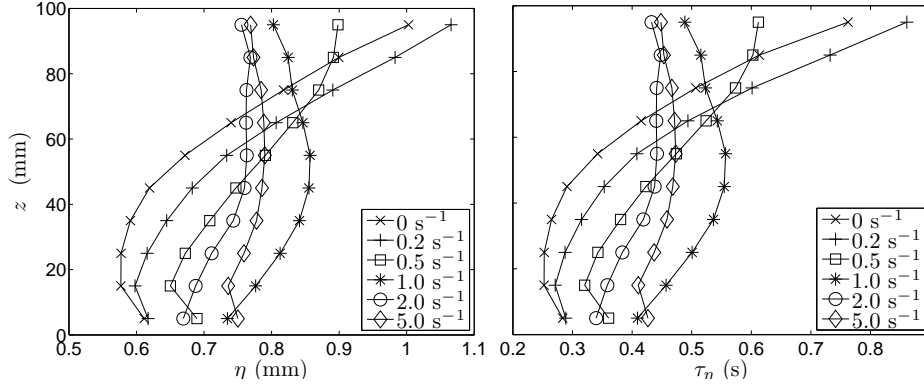 100
80
60
40
20
0
z (mm)
0.5 0.6 0.7 0.8 0.9 1 1.1
η (mm)
0 s⁻¹
0.2 s⁻¹
0.5 s⁻¹
1.0 s⁻¹
2.0 s⁻¹
5.0 s⁻¹
0.2 0.3 0.4 0.5 0.6 0.7 0.8
τη (s)
0 s⁻¹
0.2 s⁻¹
0.5 s⁻¹
1.0 s⁻¹
2.0 s⁻¹
5.0 s⁻¹